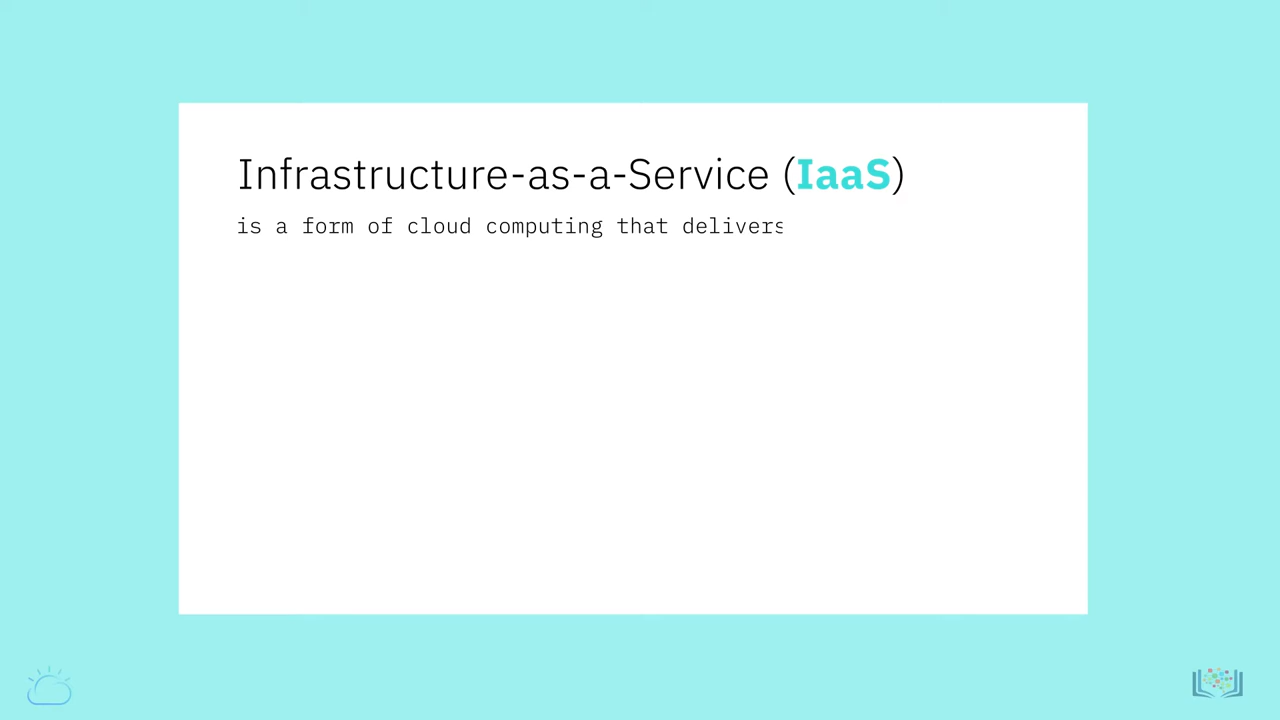 Infrastructure-as-a-Service (IaaS)
is a form of cloud computing that delivers